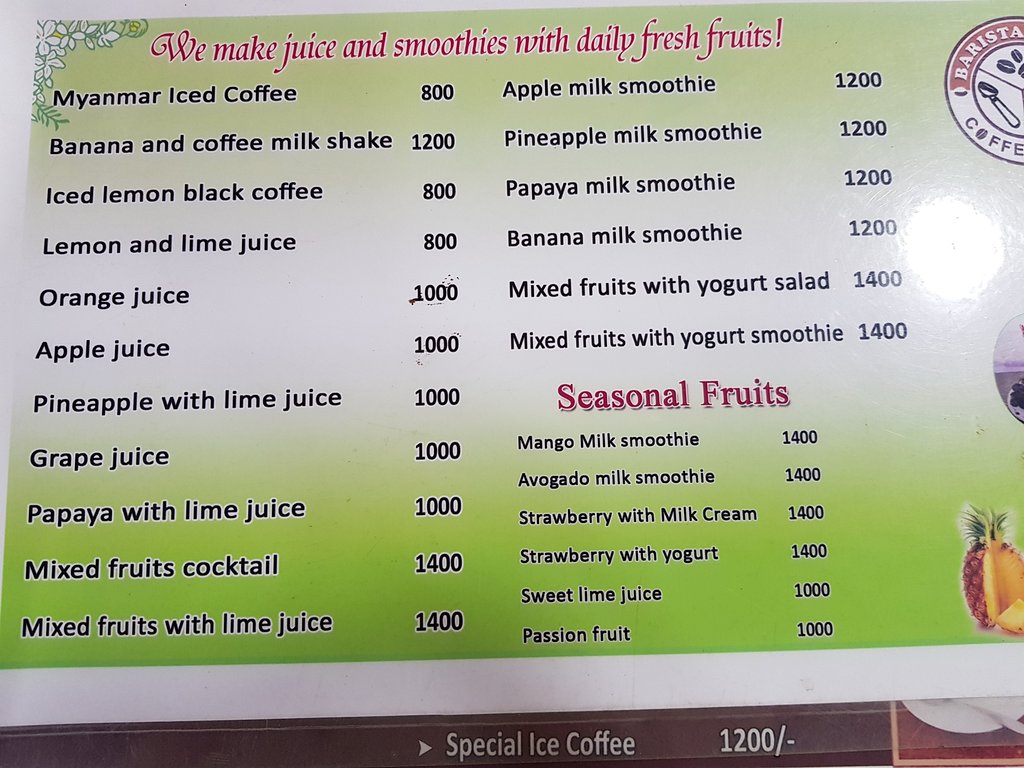 We make juice and smoothies with daily fresh fruits!
Myanmar Iced Coffee 800
Banana and coffee milk shake 1200
Iced lemon black coffee 800
Lemon and lime juice 800
Orange juice 1000
Apple juice 1000
Pineapple with lime juice 1000
Grape juice 1000
Papaya with lime juice 1000
Mixed fruits cocktail 1400
Mixed fruits with lime juice 1400
Apple milk smoothie 1200
Pineapple milk smoothie 1200
Papaya milk smoothie 1200
Banana milk smoothie 1200
Mixed fruits with yogurt salad 1400
Mixed fruits with yogurt smoothie 1400
Seasonal Fruits
Mango Milk smoothie 1400
Avogado milk smoothie 1400
Strawberry with Milk Cream 1400
Strawberry with yogurt 1400
Sweet lime juice 1000
Passion fruit 1000
BARISTA
COFFE
➤ Special Ice Coffee 1200/-